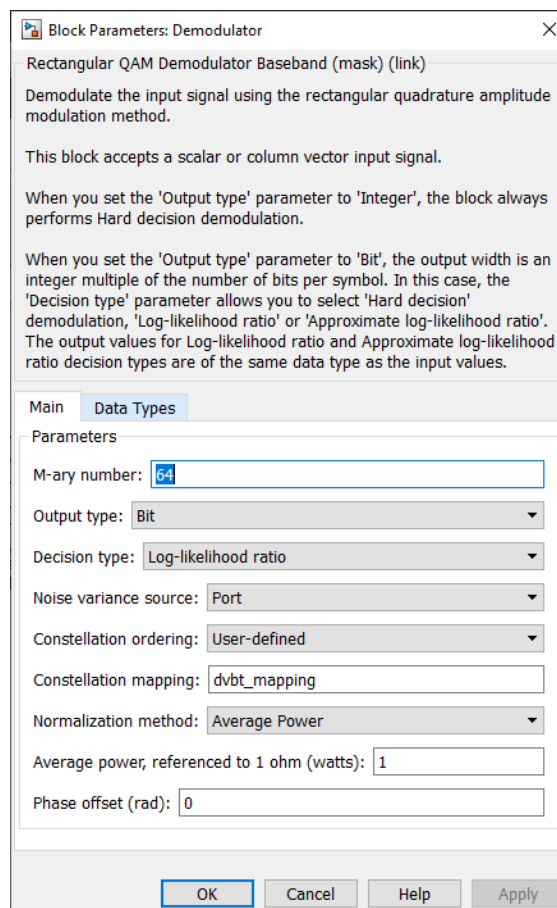 Block Parameters: Demodulator
Rectangular QAM Demodulator Baseband (mask) (link)
Demodulate the input signal using the rectangular quadrature amplitude
modulation method.
This block accepts a scalar or column vector input signal.
When you set the 'Output type' parameter to 'Integer', the block always
performs Hard decision demodulation.
When you set the 'Output type' parameter to 'Bit', the output width is an
integer multiple of the number of bits per symbol. In this case, the
'Decision type' parameter allows you to select 'Hard decision'
demodulation, 'Log-likelihood ratio' or 'Approximate log-likelihood ratio'.
The output values for Log-likelihood ratio and Approximate log-likelihood
ratio decision types are of the same data type as the input values.
Main Data Types
Parameters
M-ary number: 64
Output type: Bit
Decision type: Log-likelihood ratio
Noise variance source: Port
Constellation ordering: User-defined
Constellation mapping: dvbt_mapping
Normalization method: Average Power
Average power, referenced to 1 ohm (watts): 1
Phase offset (rad): 0
OK Cancel Help Apply